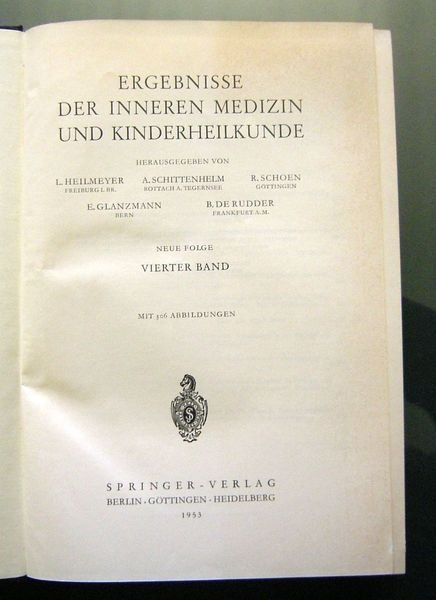 ERGEBNISSE
DER INNEREN MEDIZIN
UND KINDERHEILKUNDE
HERAUSGEGEBEN VON
L. HEILMEYER A. SCHITTENHELM R. SCHOEN
FREIBURG I. BR. ROTTACH A. TEGERNSEE GÖTTINGEN
E. GLANZMANN B. DE RUDDER
BERN FRANKFURT A. M.
NEUE FOLGE
VIERTER BAND
MIT 306 ABBILDUNGEN
S
SPRINGER-VERLAG
BERLIN · GÖTTINGEN · HEIDELBERG
1953